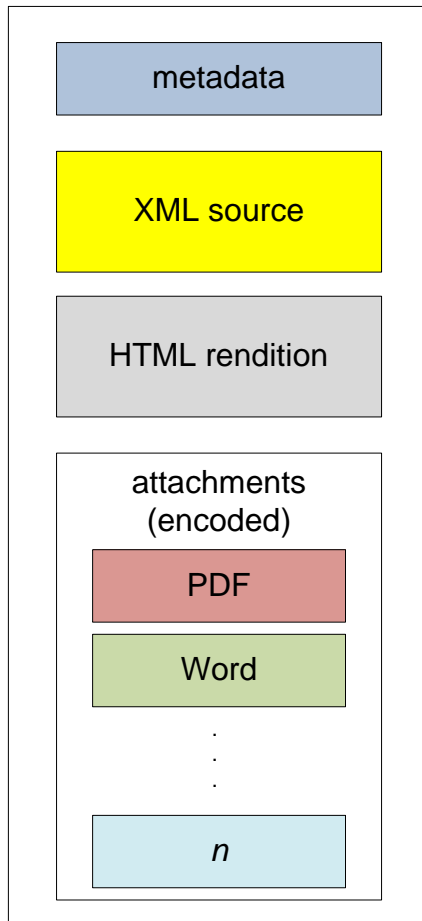 metadata
XML source
HTML rendition
attachments
(encoded)
PDF
Word
.
.
.
n